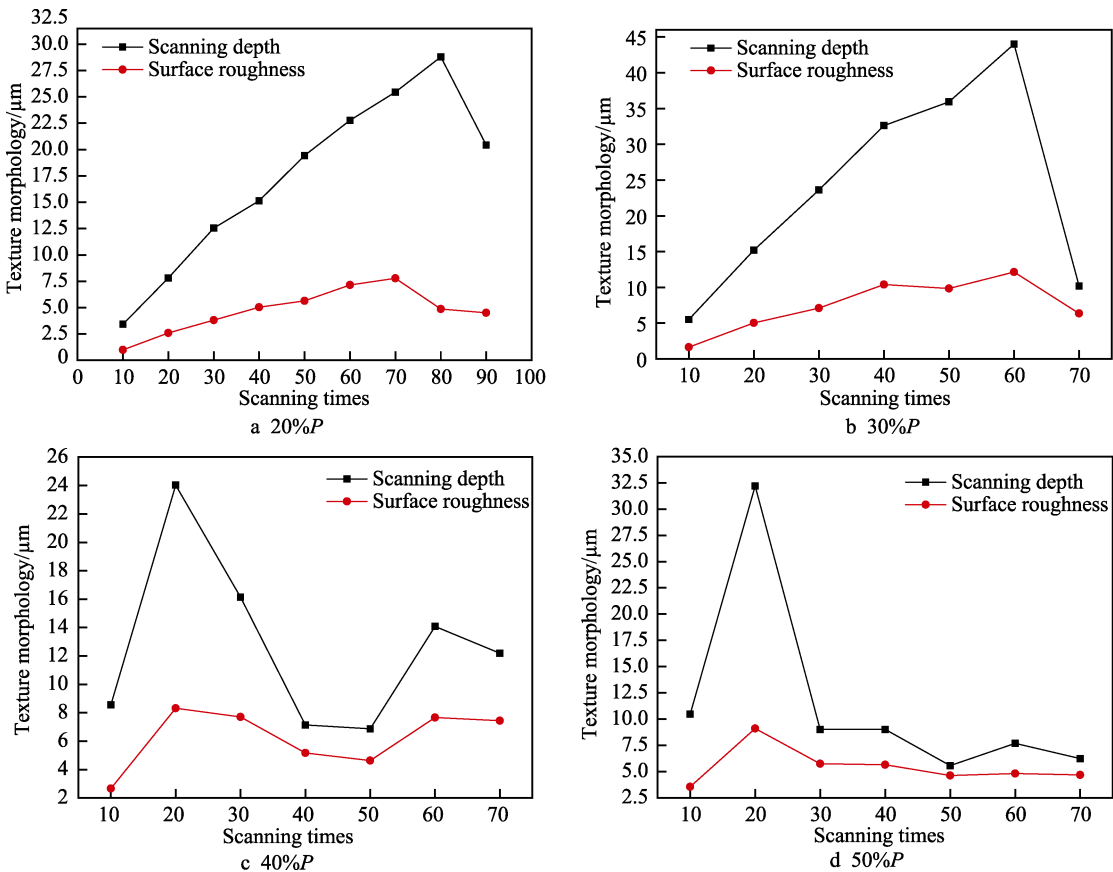 32.5
30.0
27.5
25.0
22.5
20.0
17.5
15.0
12.5
10.0
7.5
5.0
2.5
0
Texture morphology/μm
Scanning depth
Surface roughness
0 10 20 30 40 50 60 70 80 90 100
Scanning times
a 20%P
45
40
35
30
25
20
15
10
5
0
Texture morphology/μm
Scanning depth
Surface roughness
10 20 30 40 50 60 70
Scanning times
b 30%P
26
24
22
20
18
16
14
12
10
8
6
4
2
Texture morphology/μm
Scanning depth
Surface roughness
10 20 30 40 50 60 70
Scanning times
c 40%P
35.0
32.5
30.0
27.5
25.0
22.5
20.0
17.5
15.0
12.5
10.0
7.5
5.0
2.5
Texture morphology/μm
Scanning depth
Surface roughness
10 20 30 40 50 60 70
Scanning times
d 50%P